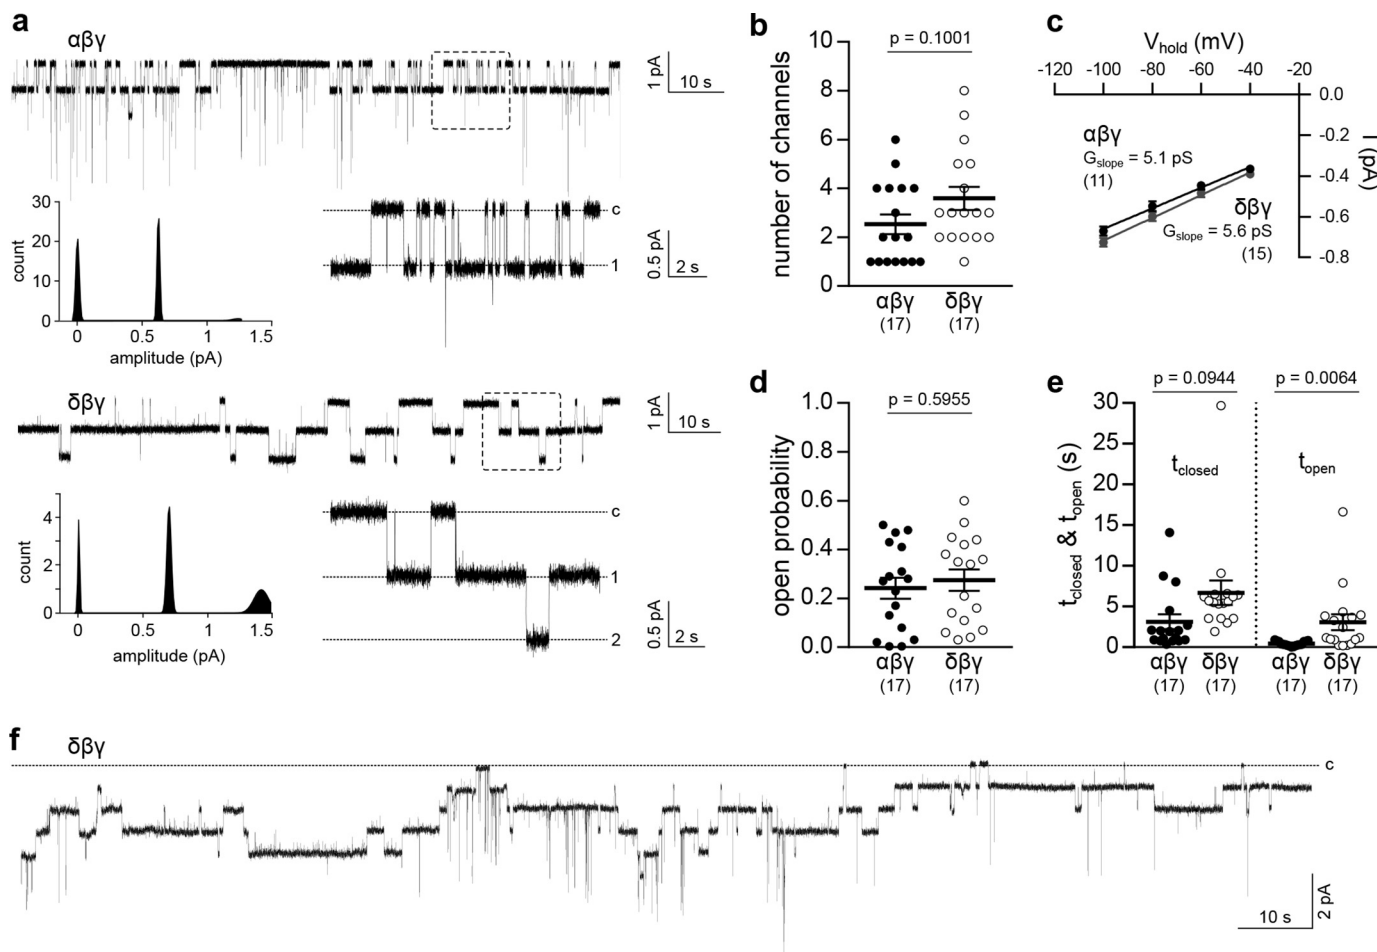 a
αβγ
1 pA
10 s
30
20
10
0
count
0
0.5
1
1.5
amplitude (pA)
c
1
0.5 pA
2 s
δβγ
1 pA
10 s
4
2
0
count
0
0.5
1
1.5
amplitude (pA)
c
1
2
0.5 pA
2 s
b
p = 0.1001
number of channels
10
8
6
4
2
0
αβγ
δβγ
(17)
(17)
c
Vhold (mV)
-120 -100 -80 -60 -40 -20
0.0
-0.2
-0.4
-0.6
-0.8
I (pA)
αβγ
Gslope = 5.1 pS
(11)
δβγ
Gslope = 5.6 pS
(15)
d
p = 0.5955
open probability
1.0
0.8
0.6
0.4
0.2
0.0
αβγ
δβγ
(17)
(17)
e
p = 0.0944
p = 0.0064
tclosed & topen (s)
30
25
20
15
10
5
0
tclosed
topen
αβγ
δβγ
αβγ
δβγ
(17)
(17)
(17)
(17)
f
δβγ
c
2 pA
10 s